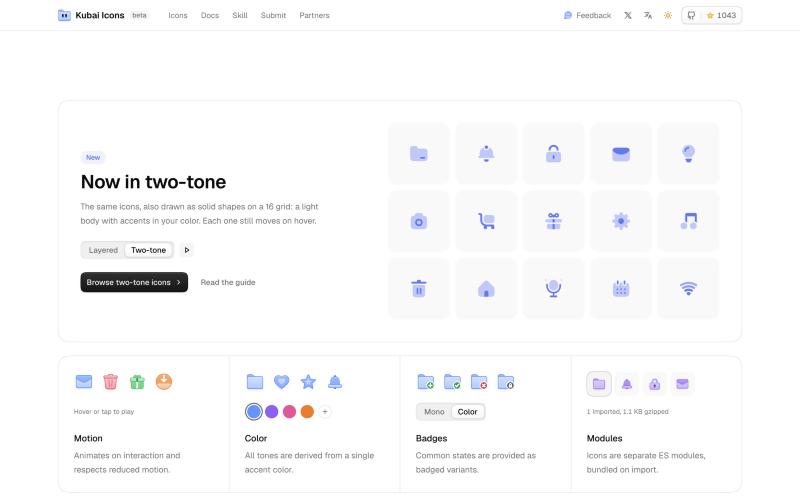 Kubai Icons beta Icons Docs Skill Submit Partners Feedback 1043
New
Now in two-tone
The same icons, also drawn as solid shapes on a 16 grid: a light
body with accents in your color. Each one still moves on hover.
Layered Two-tone
Browse two-tone icons Read the guide
Hover or tap to play
Motion
Animates on interaction and
respects reduced motion.
Color
All tones are derived from a single
accent color.
Mono Color
Badges
Common states are provided as
badged variants.
1 imported, 1.1 KB gzipped
Modules
Icons are separate ES modules,
bundled on import.